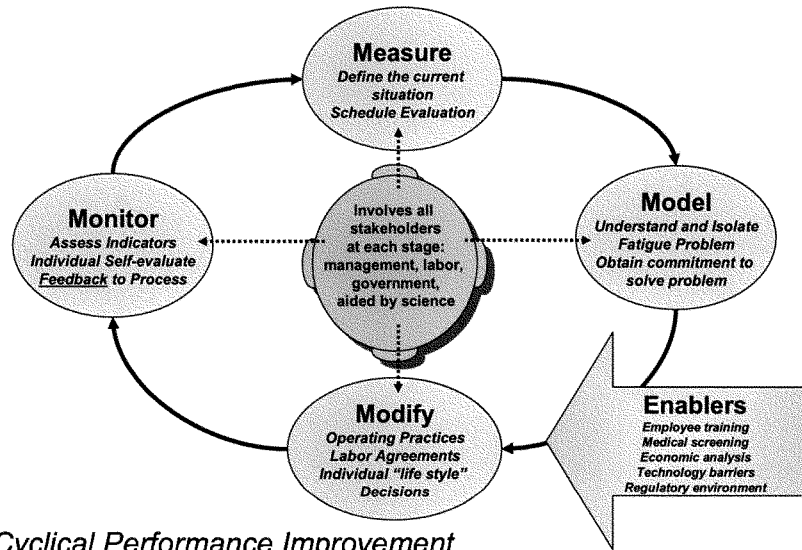 Measure
Define the current
situation
Schedule Evaluation
Monitor
Assess Indicators
Individual Self-evaluate
Feedback to Process
Involves all
stakeholders
at each stage:
management, labor,
government,
aided by science
Model
Understand and Isolate
Fatigue Problem
Obtain commitment to
solve problem
Modify
Operating Practices
Labor Agreements
Individual "life style"
Decisions
Enablers
Employee training
Medical screening
Economic analysis
Technology barriers
Regulatory environment
Cyclical Performance Improvement